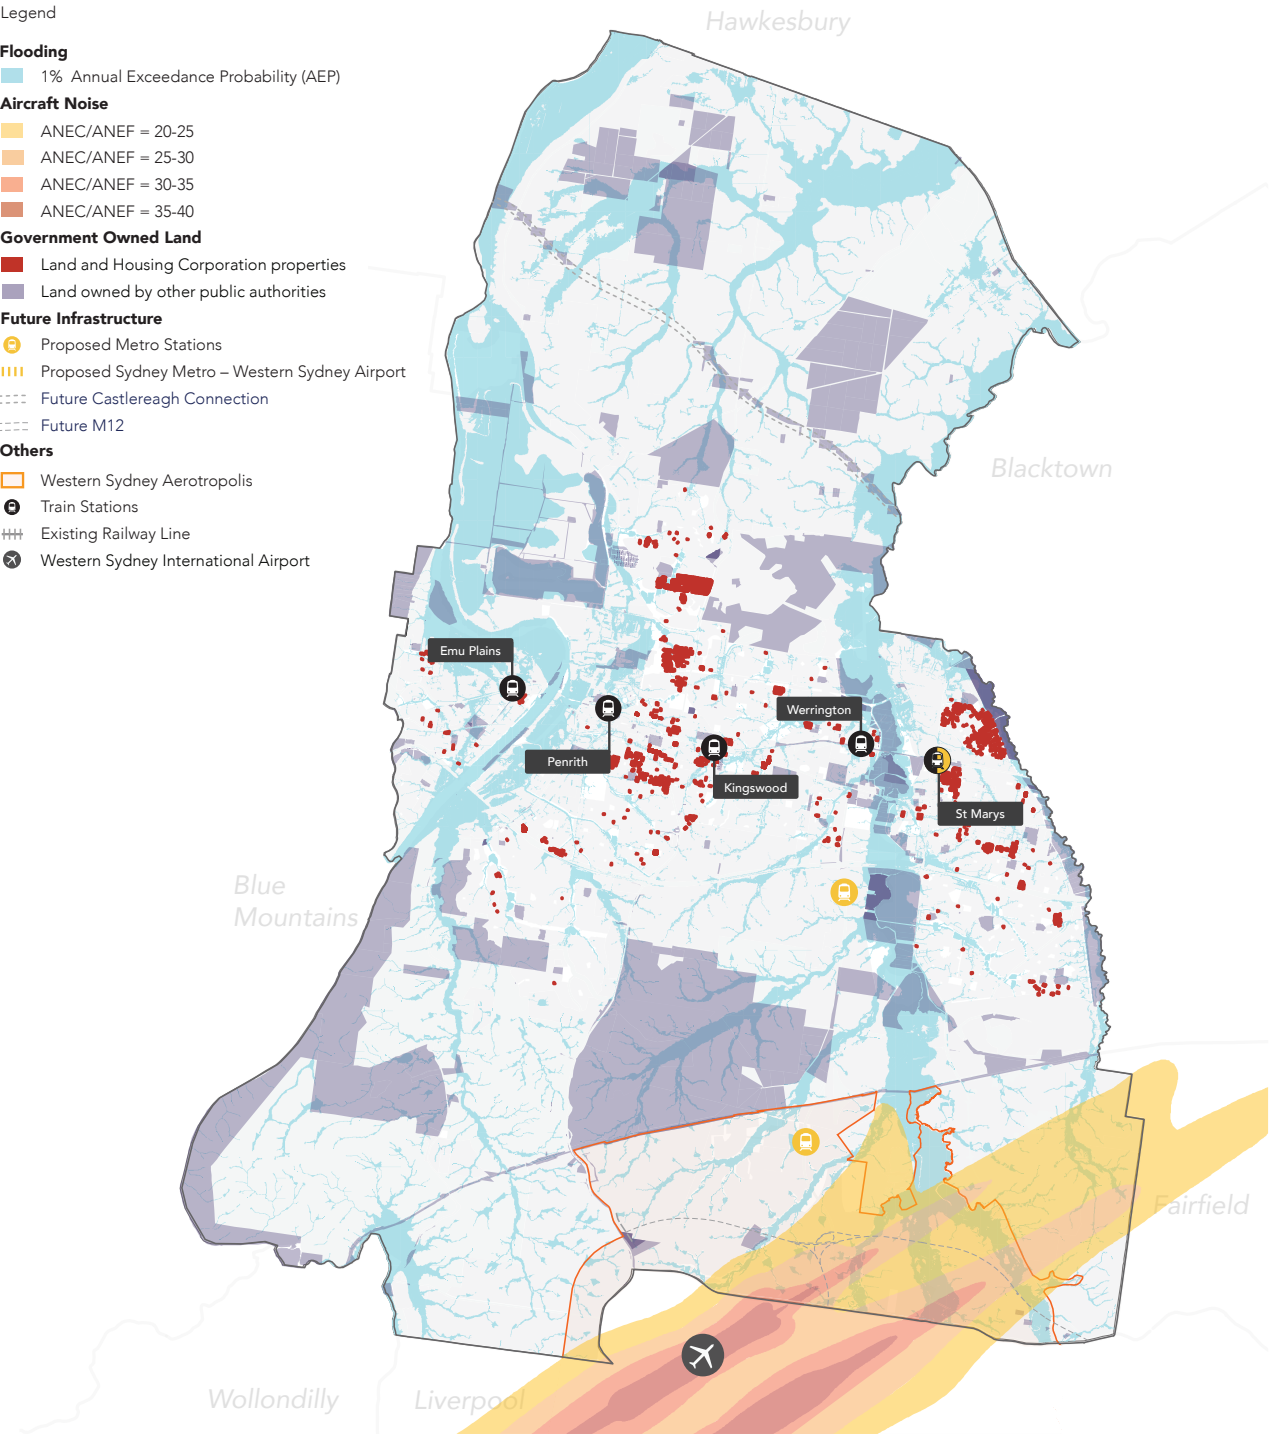 Legend
Flooding
1% Annual Exceedance Probability (AEP)
Aircraft Noise
ANEC/ANEF = 20-25
ANEC/ANEF = 25-30
ANEC/ANEF = 30-35
ANEC/ANEF = 35-40
Government Owned Land
Land and Housing Corporation properties
Land owned by other public authorities
Future Infrastructure
Proposed Metro Stations
Proposed Sydney Metro – Western Sydney Airport
Future Castlereagh Connection
Future M12
Others
Western Sydney Aerotropolis
Train Stations
Existing Railway Line
Western Sydney International Airport
Hawkesbury
Blacktown
Emu Plains
Werrington
Penrith
Kingswood
St Marys
Blue
Mountains
Fairfield
Wollondilly
Liverpool